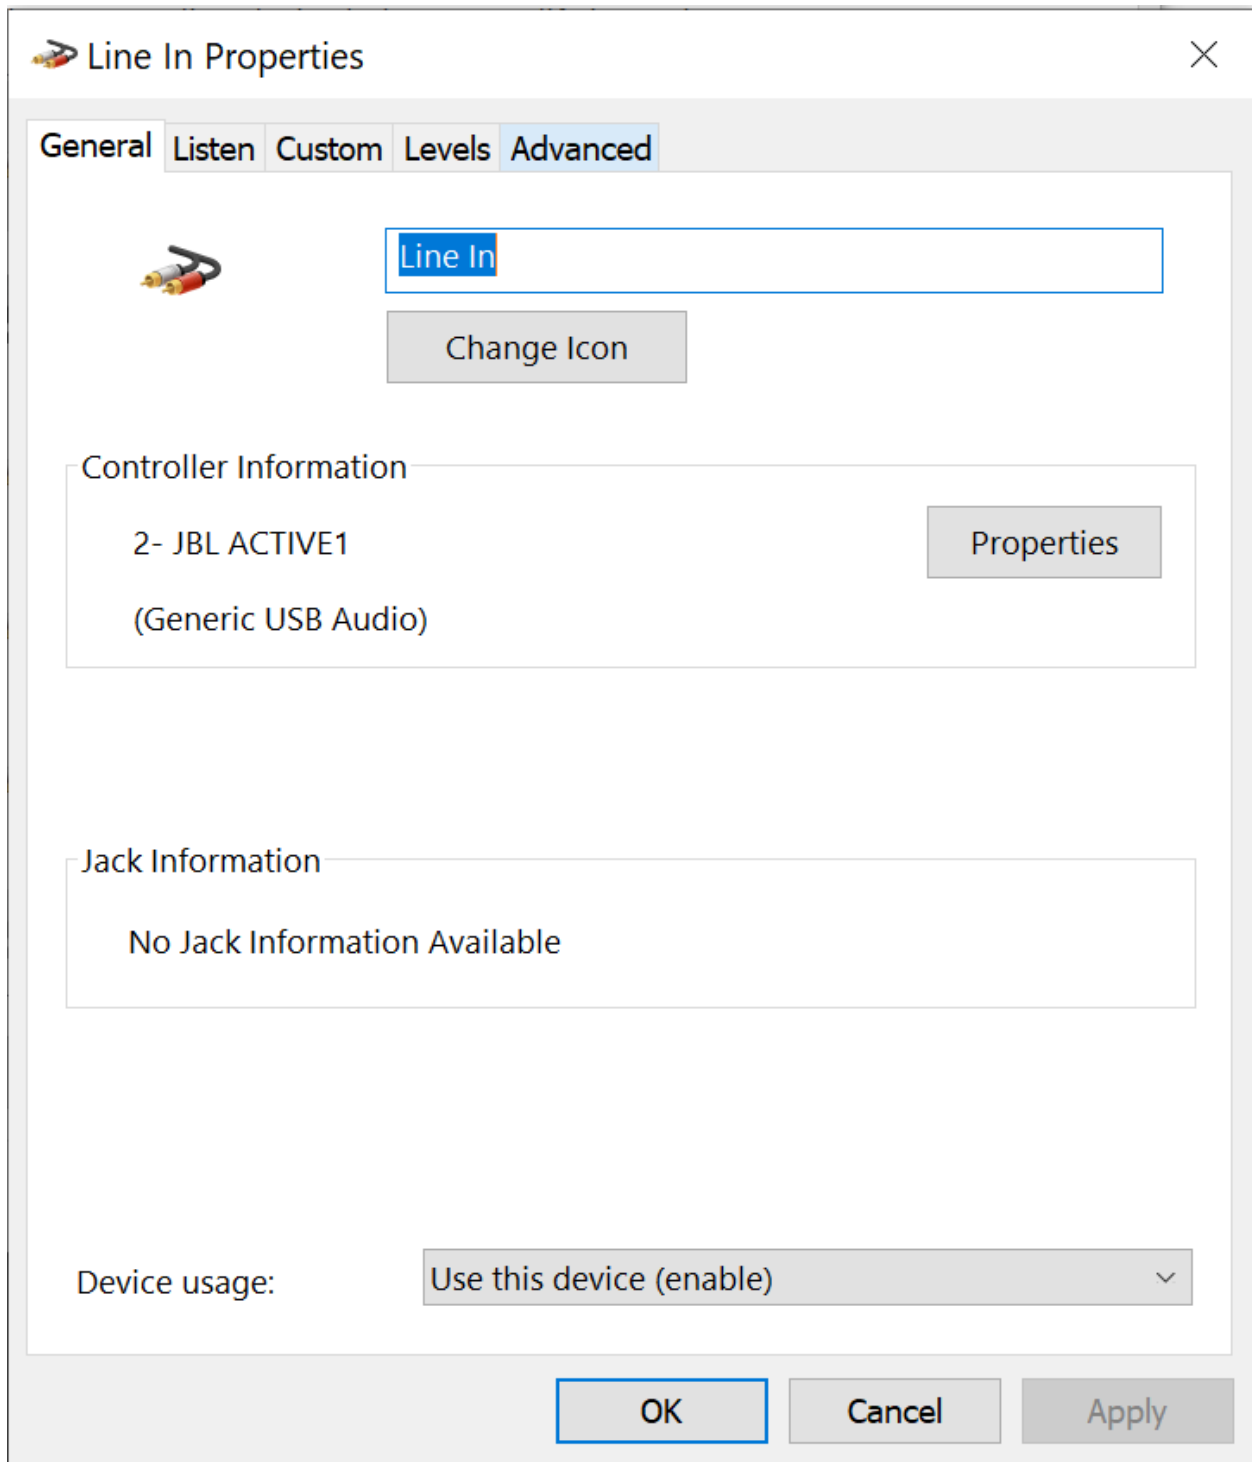 Line In Properties
General Listen Custom Levels Advanced
Line In
Change Icon
Controller Information
2- JBL ACTIVE1
Properties
(Generic USB Audio)
Jack Information
No Jack Information Available
Device usage:
Use this device (enable)
OK Cancel Apply